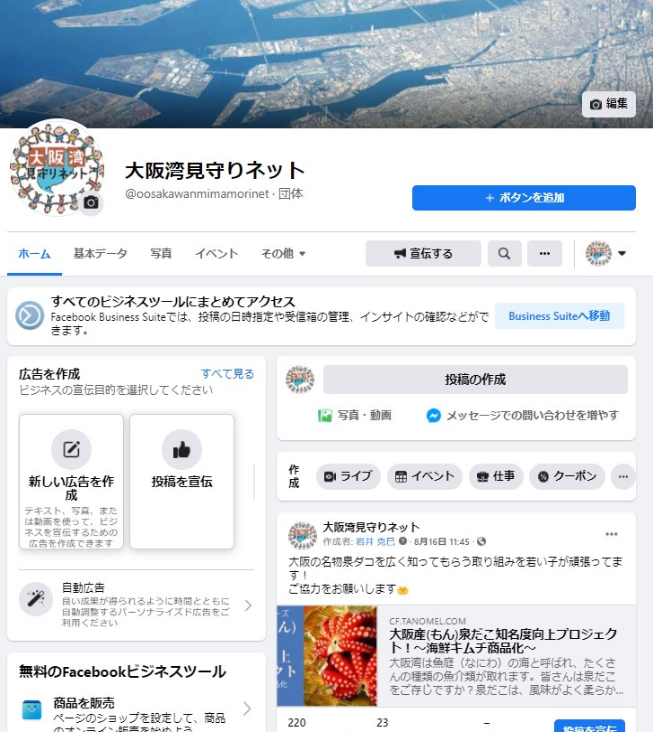 編集
大阪湾
見守りネット
大阪湾見守りネット
@oosakawanmimamorinet · 団体
+ ボタンを追加
ホーム 基本データ 写真 イベント その他 ▼ 宣伝する ...
すべてのビジネスツールにまとめてアクセス
Facebook Business Suiteでは、投稿の日時指定や受信箱の管理、インサイトの確認などがで
きます。
Business Suiteへ移動
広告を作成 すべて見る
ビジネスの宣伝目的を選択してください
新しい広告を作
成
テキスト、写真、また
は動画を使って、ビジ
ネスを宣伝するための
広告を作成できます
投稿を宣伝
自動広告
良い成果が得られるように時間とともに
自動調整するパーソナライズド広告をご
利用ください
無料のFacebookビジネスツール
商品を販売
ページのショップを設定して、商品
のオンライン販売を始めよう
投稿の作成
写真・動画 メッセージでの問い合わせを増やす
作
成
ライブ イベント 仕事 クーポン ...
大阪湾見守りネット
作成者: 岩井 克巳 · 8月16日 11:45 ·
...
大阪の名物泉ダコを広く知ってもらう取り組みを若い子が頑張ってま
す！
ご協力をお願いします
CF.TANOMEL.COM
大阪産(もん)泉だこ知名度向上プロジェク
ト！～海鮮キムチ商品化～
大阪湾は魚庭（なにわ）の海と呼ばれ、たくさ
んの種類の魚介類が取れます。皆さんは泉だこ
をご存じですか？泉だこは、風味がよく柔らか...
220 23 –
投稿を宣伝